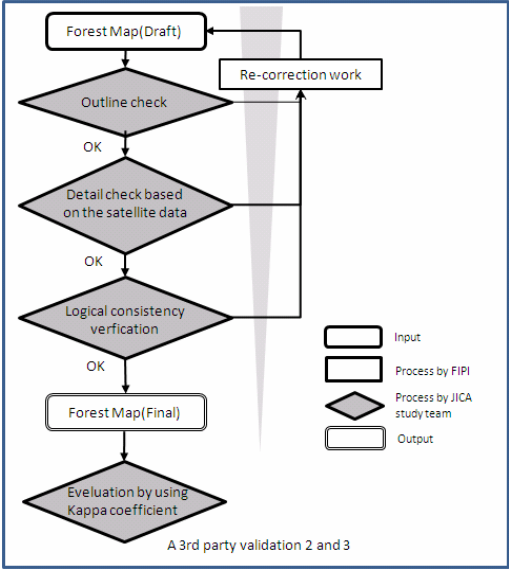 Forest Map(Draft)
Re-correction work
Outline check
OK
Detail check based
on the satellite data
OK
Logical consistency
verfication
OK
Forest Map(Final)
Eveluation by using
Kappa coefficient
Input
Process by FIPI
Process by JICA
study team
Output
A 3rd party validation 2 and 3